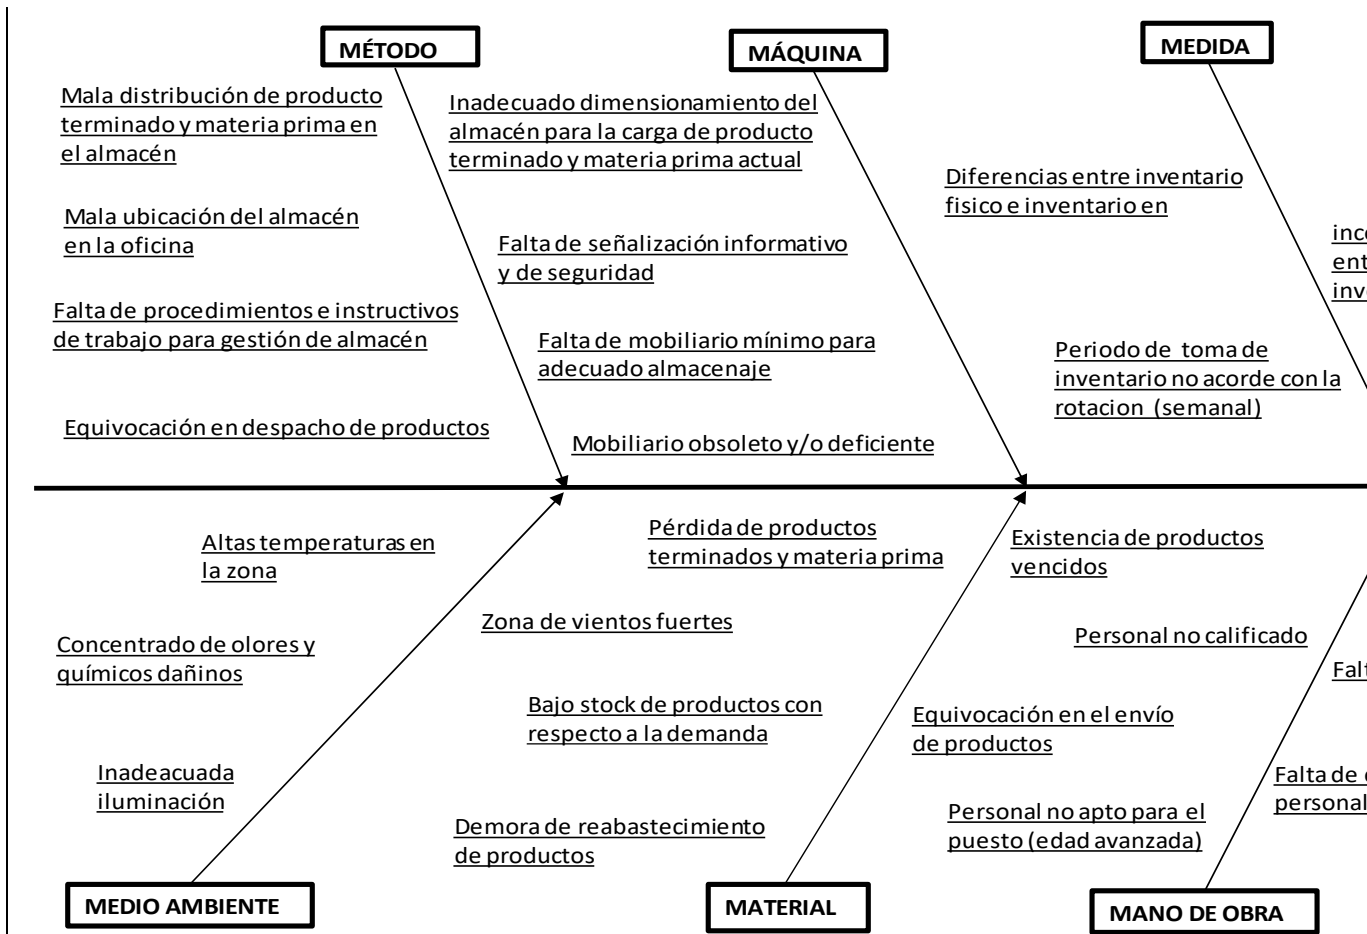 MÉTODO
MÁQUINA
MEDIDA
Mala distribución de producto
terminado y materia prima en
el almacén
Mala ubicación del almacén
en la oficina
Falta de procedimientos e instructivos
de trabajo para gestión de almacén
Equivocación en despacho de productos
Inadecuado dimensionamiento del
almacén para la carga de producto
terminado y materia prima actual
Falta de señalización informativo
y de seguridad
Falta de mobiliario mínimo para
adecuado almacenaje
Mobiliario obsoleto y/o deficiente
Diferencias entre inventario
fisico e inventario en
Periodo de toma de
inventario no acorde con la
rotacion (semanal)
Altas temperaturas en
la zona
Concentrado de olores y
químicos dañinos
Inadeacuada
iluminación
Zona de vientos fuertes
Pérdida de productos
terminados y materia prima
Bajo stock de productos con
respecto a la demanda
Demora de reabastecimiento
de productos
Existencia de productos
vencidos
Equivocación en el envío
de productos
Personal no calificado
Personal no apto para el
puesto (edad avanzada)
Falta de
personal
MEDIO AMBIENTE
MATERIAL
MANO DE OBRA